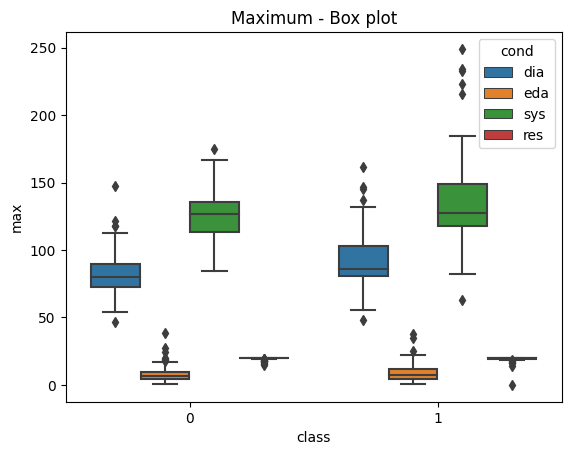 Maximum - Box plot
250
200
150
100
50
0
max
cond
dia
eda
sys
res
0
1
class